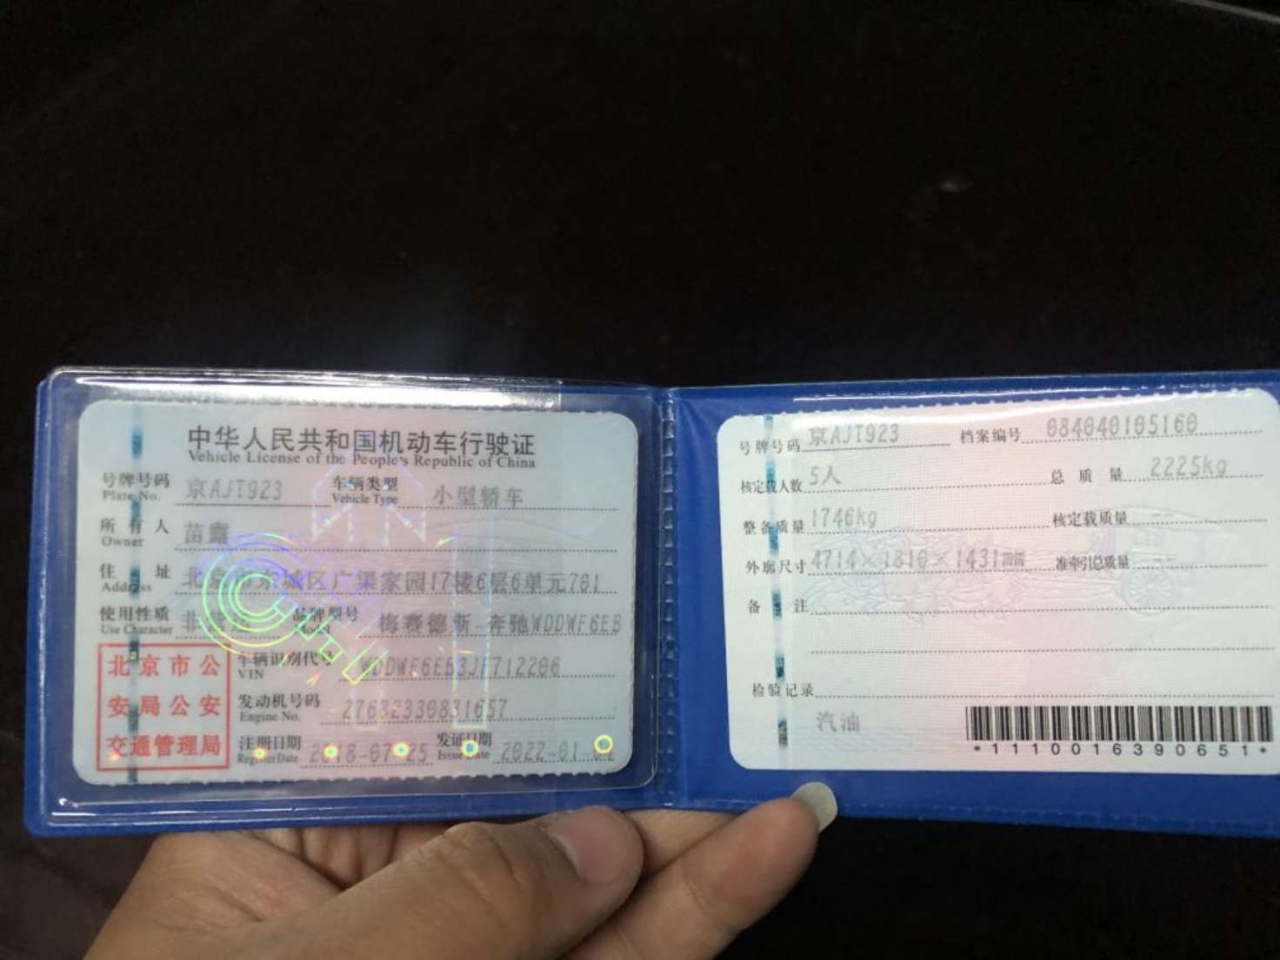 中华人民共和国机动车行驶证
Vehicle License of the People's Republic of China
号牌号码 京AJT923 车辆类型 小型轿车
Plate No. Vehicle Type
所有人 苗霞
Owner
住址 北京市东城区广渠家园17楼6层6单元701
Address
使用性质 非营运 品牌型号 梅赛德斯-奔驰WDDWF6EB
Use Character Model
北京市公
安局公安
交通管理局
车辆识别代号 WDDWF6EB3JF712206
VIN
发动机号码 27632330831657
Engine No.
注册日期 2018-07-25 发证日期 2022-01-
Register Date Issue Date
号牌号码 京AJT923 档案编号 084040105160
核定载人数 5人 总质量 2225kg
整备质量 1746kg 核定载质量 --
外廓尺寸 4714×1810×1431mm 准牵引总质量 --
备注
检验记录
汽油
*1110016390651*